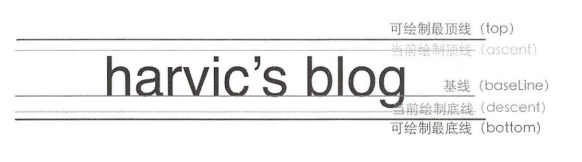 可绘制最顶线（top）
当前绘制顶线（ascent）
harvic's blog
基线（baseLine）
当前绘制底线（descent）
可绘制最底线（bottom）